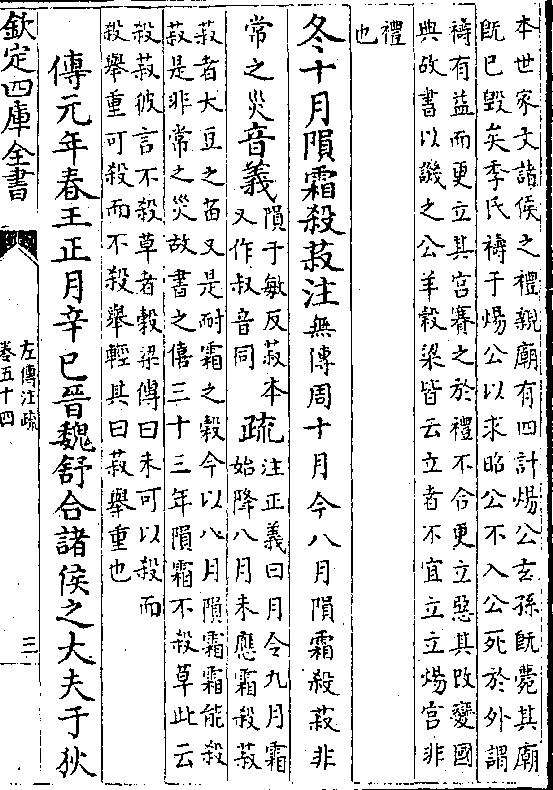 本世家文諸侯之禮親廟有四計煬公𤣥孫既薨其廟
既已毁矣季氏禱于煬公以求昭公不入公死於外謂
禱有益而更立其宫賽之於禮不合更立惡其改變國
典故書以譏之公羊榖梁皆云立者不宜立立煬宫非
禮
也
冬十月隕霜殺菽注無傳周十月今八月隕霜殺菽非
常之災音義隕于敏反菽本
又作叔音同
疏注正義曰月令九月霜
始降八月未應霜殺菽
菽者大豆之苗又是耐霜之穀今以八月隕霜霜能殺
菽是非常之災故書之僖三十三年隕霜不殺草此云
殺菽彼言不殺草者穀梁傳曰未可以殺而
殺舉重可殺而不殺舉輕其曰菽舉重也
傳元年春王正月辛巳晉魏舒合諸侯之大夫于狄
欽定四庫全書
左傳注疏
卷五十四
三